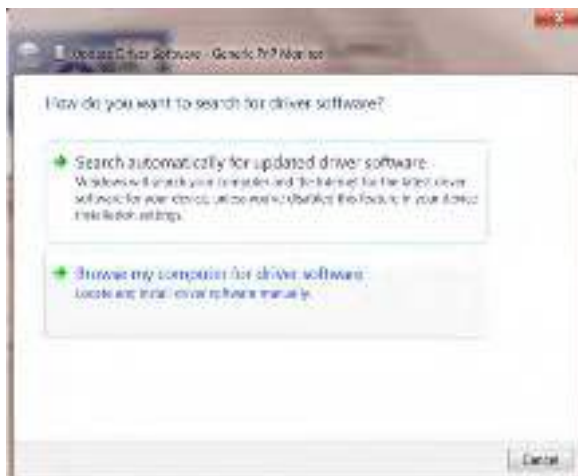 Update Driver Software - Generic PnP Monitor
How do you want to search for driver software?
Search automatically for updated driver software
Windows will search your computer and the Internet for the latest driver
software for your device, unless you've disabled this feature in your device
installation settings.
Browse my computer for driver software
Locate and install driver software manually.
Cancel